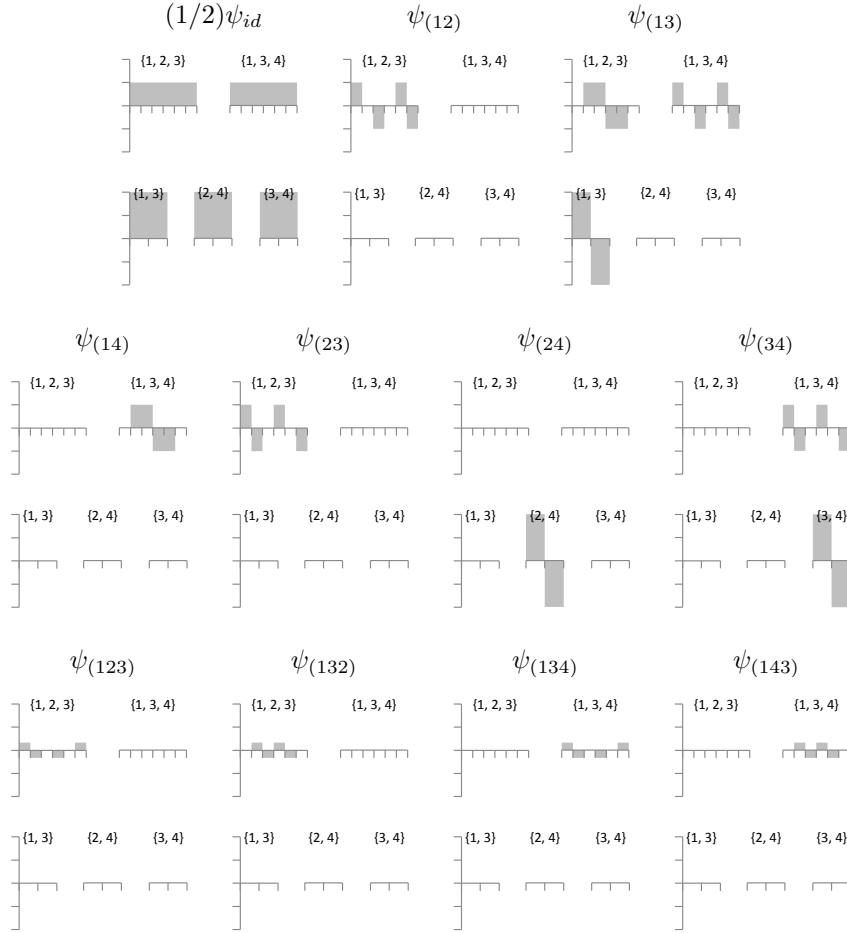 (1/2)ψ_{id} ψ_{(12)} ψ_{(13)}
{1, 2, 3} {1, 3, 4} {1, 2, 3} {1, 3, 4} {1, 2, 3} {1, 3, 4}
{1, 3} {2, 4} {3, 4} {1, 3} {2, 4} {3, 4} {1, 3} {2, 4} {3, 4}
ψ_{(14)} ψ_{(23)} ψ_{(24)} ψ_{(34)}
{1, 2, 3} {1, 3, 4} {1, 2, 3} {1, 3, 4} {1, 2, 3} {1, 3, 4} {1, 2, 3} {1, 3, 4}
{1, 3} {2, 4} {3, 4} {1, 3} {2, 4} {3, 4} {1, 3} {2, 4} {3, 4} {1, 3} {2, 4} {3, 4}
ψ_{(123)} ψ_{(132)} ψ_{(134)} ψ_{(143)}
{1, 2, 3} {1, 3, 4} {1, 2, 3} {1, 3, 4} {1, 2, 3} {1, 3, 4} {1, 2, 3} {1, 3, 4}
{1, 3} {2, 4} {3, 4} {1, 3} {2, 4} {3, 4} {1, 3} {2, 4} {3, 4} {1, 3} {2, 4} {3, 4}